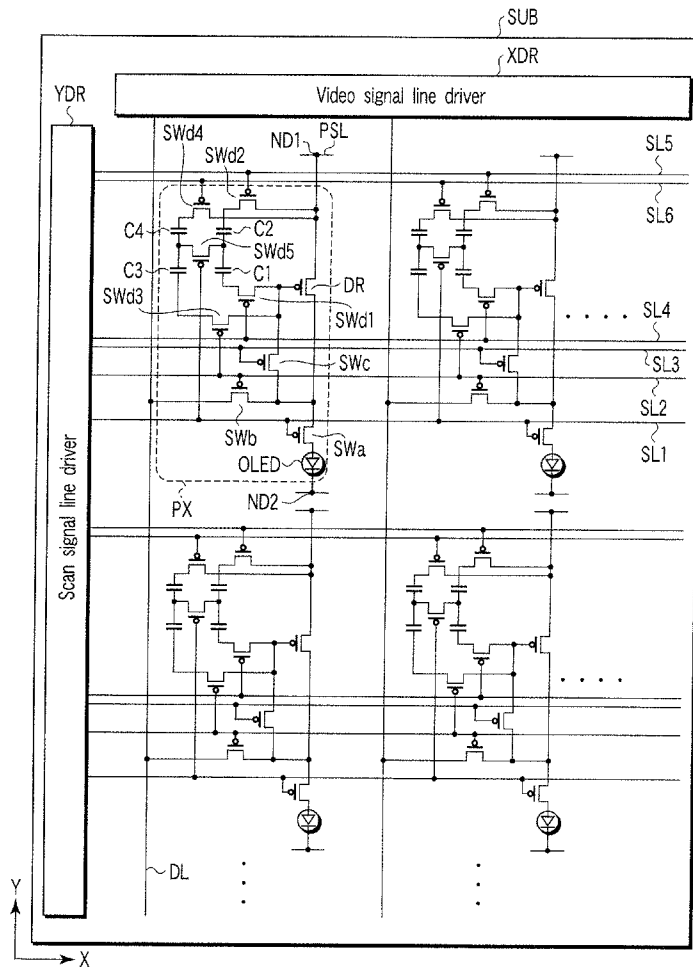 SUB
XDR
YDR
Video signal line driver
SWd4
ND1
PSL
SWd2
SL5
SL6
C4
C2
SWd5
C3
C1
DR
SWd3
SWd1
SL4
SWc
SL3
SL2
SWb
SWa
SL1
OLED
ND2
PX
Scan signal line driver
DL
Y
X